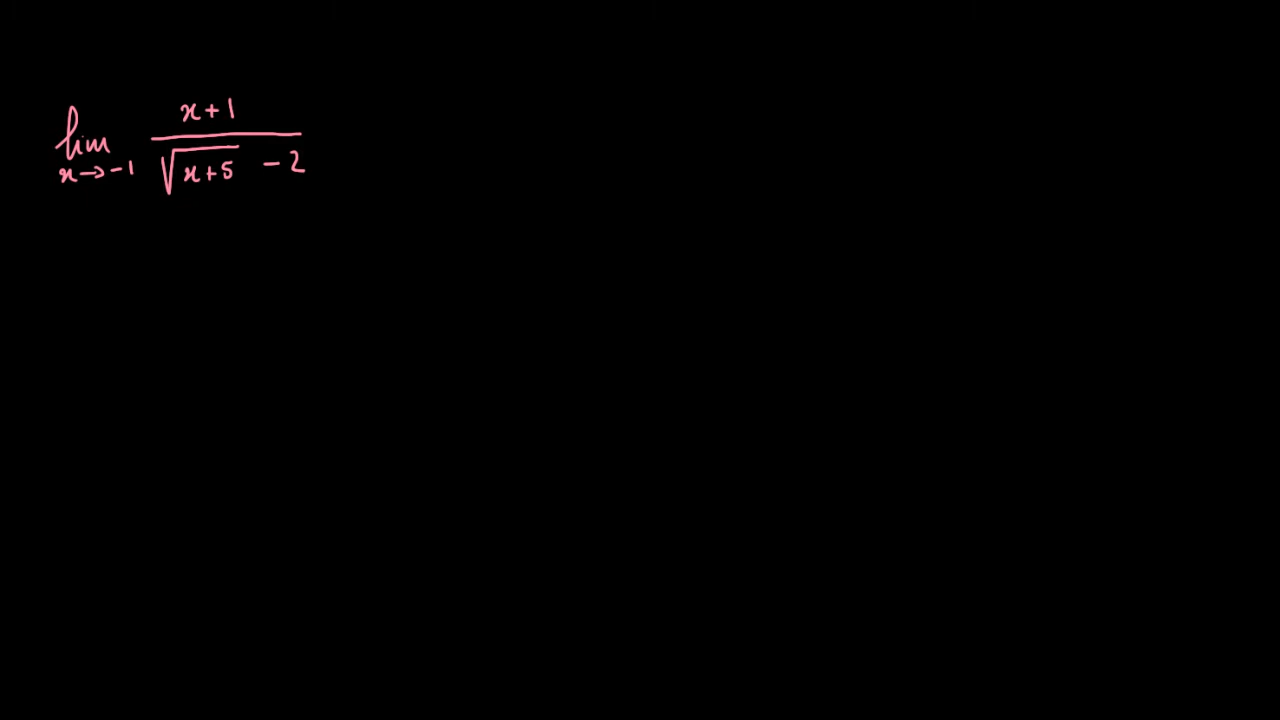 lim x→-1 (x+1)/(√(x+5) -2)